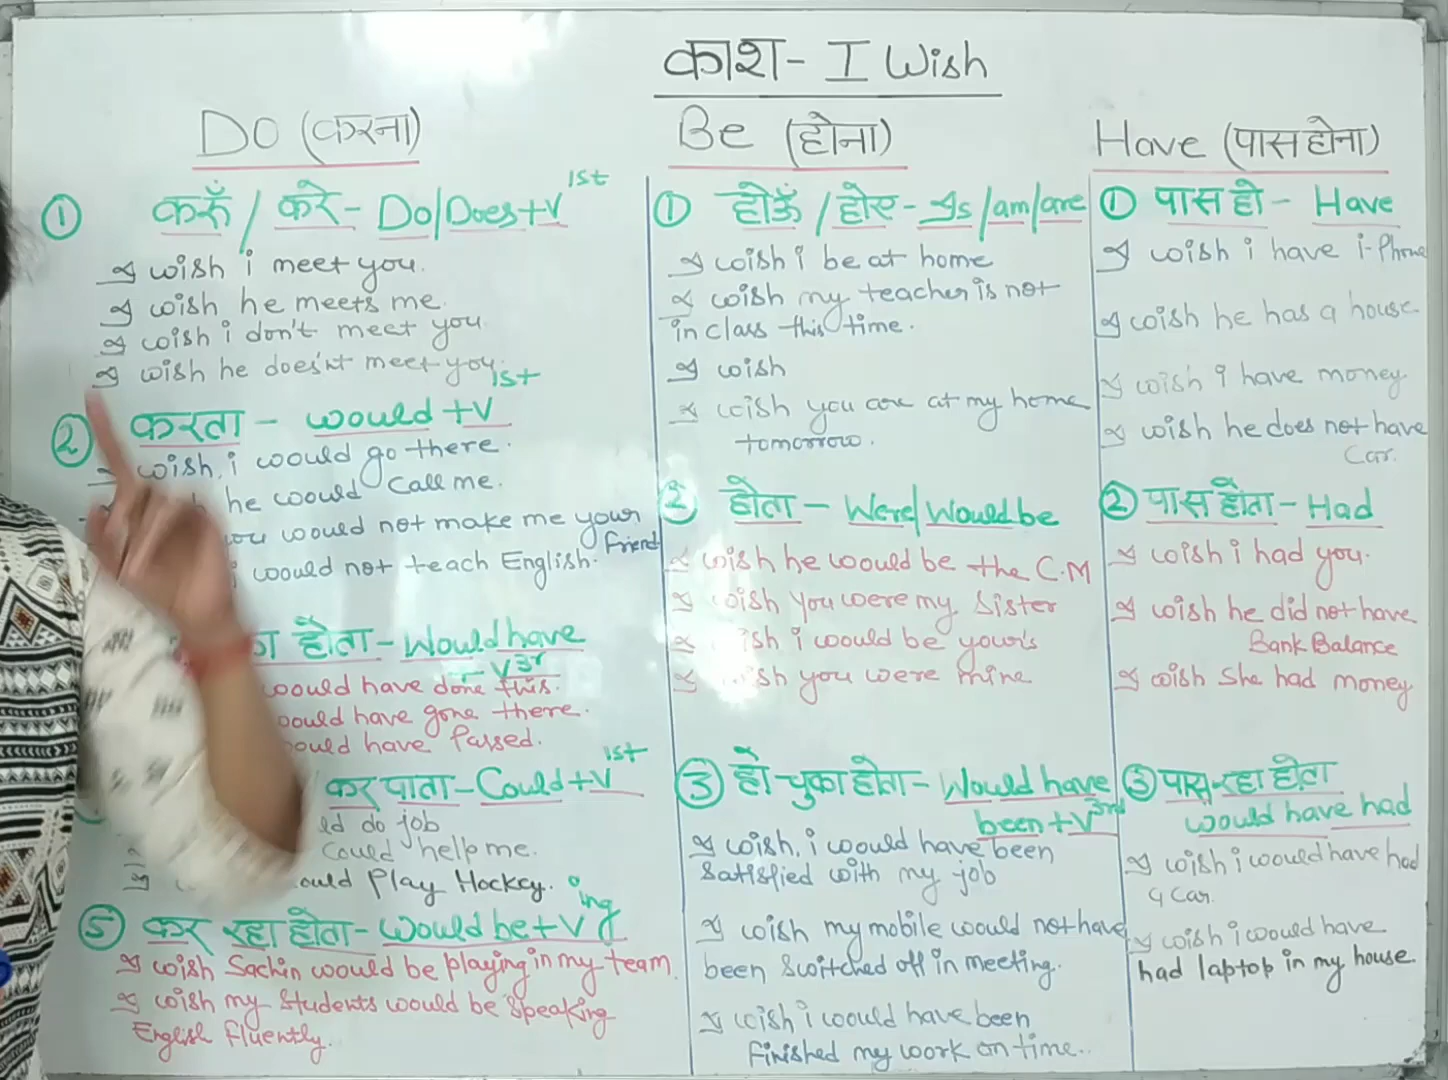 काश- I Wish
Do (करना)
① करूँ / करे- Do/Does+V 1st
I wish i meet you.
I wish he meets me.
I wish i don't meet you.
I wish he does'nt meet you.
② करता - would +V 1st
I wish, i would go there.
he would Call me.
would not make me your
friend
would not teach English.
होता- Would have
+ V3r
would have done this.
would have gone there.
would have Passed.
कर पाता- Could+V 1st
do job
Could help me.
Play Hockey.
⑤ कर रहा होता- Would be+V ing
I wish Sachin would be playing in my team.
I wish my Students would be Speaking
English fluently.
Be (होना)
① होऊँ / होए- Is/am/are
I wish i be at home
I wish my teacher is not
in class this time.
I wish
I wish you are at my home
tomorrow.
② होता - Were/Would be
I wish he would be the C.M
I wish you were my Sister
I wish i would be your's
I wish you were mine
③ हो चुका होता- Would have
been+V 3rd
I wish, i would have been
Satisfied with my job
I wish my mobile would not have
been Switched off in meeting.
I wish i would have been
finished my work on time..
Have (पास होना)
① पास हो - Have
I wish i have i-Phone
I wish he has a house.
I wish i have money.
I wish he does not have
Car.
② पास होता - Had
I wish i had you.
I wish he did not have
Bank Balance
I wish She had money
③ पास रहा होता
would have had
I wish i would have had
a Car.
I wish i would have
had laptop in my house.